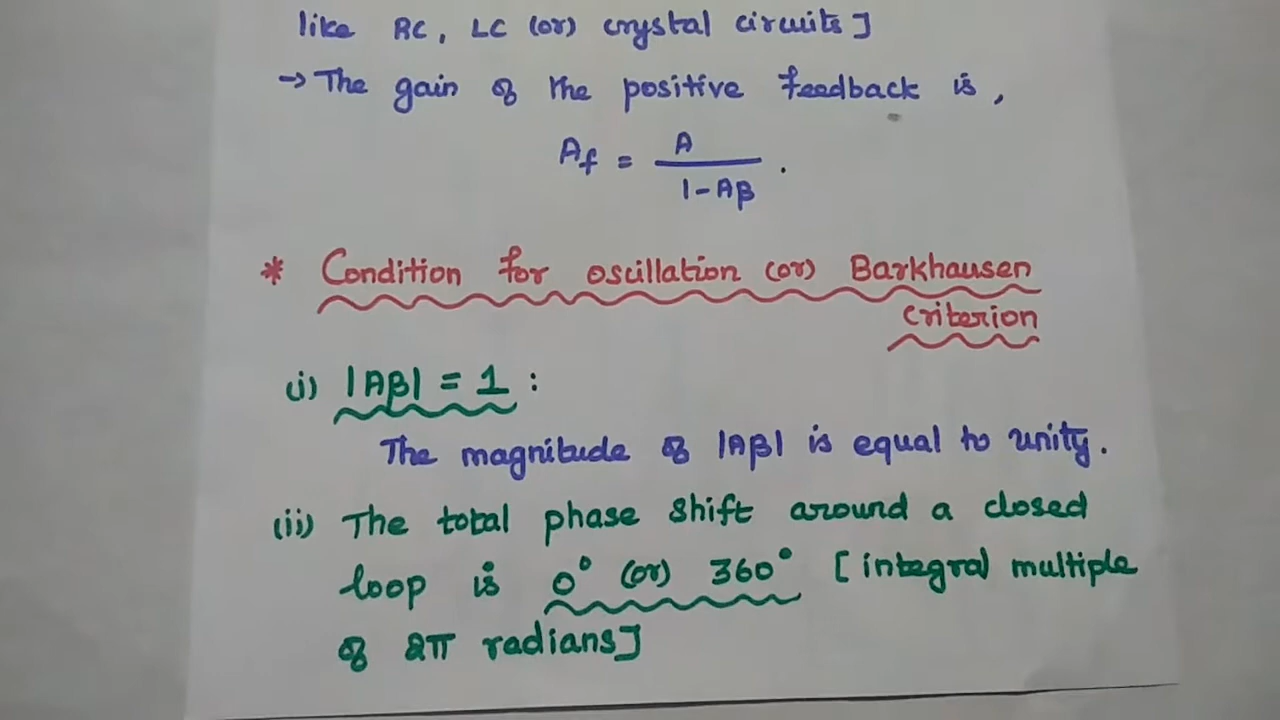 like RC, LC (or) crystal circuits]
→ The gain of the positive feedback is,
Af = A / 1-Aβ .
* Condition for oscillation (or) Barkhausen
Criterion
(i) |Aβ| = 1 :
The magnitude of |Aβ| is equal to unity.
(ii) The total phase shift around a closed
loop is 0° (or) 360° [integral multiple
of 2π radians]